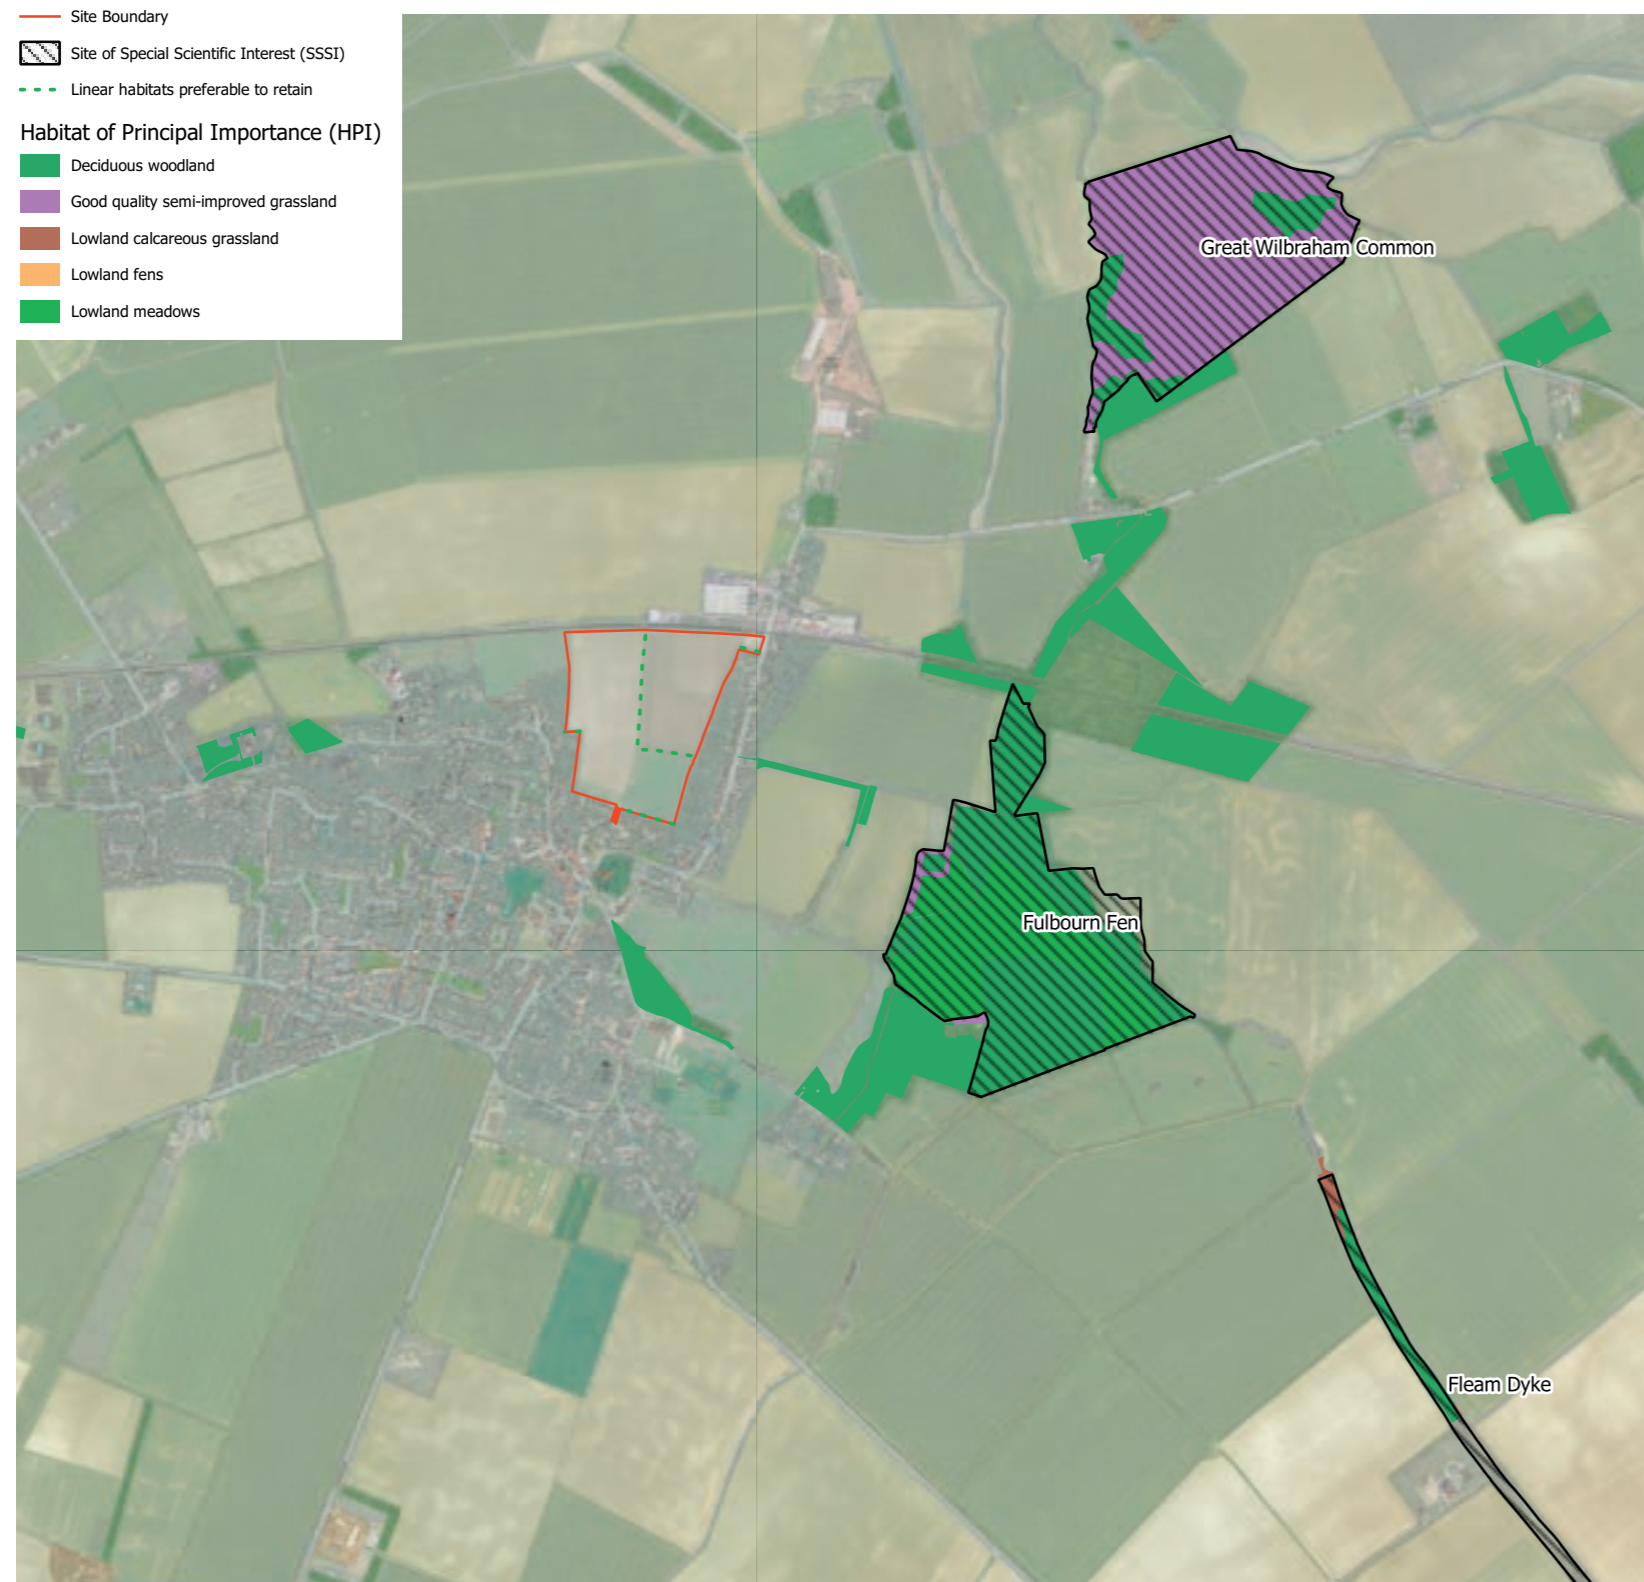 Site Boundary
Site of Special Scientific Interest (SSSI)
Linear habitats preferable to retain
Habitat of Principal Importance (HPI)
Deciduous woodland
Good quality semi-improved grassland
Lowland calcareous grassland
Lowland fens
Lowland meadows
Great Wilbraham Common
Fulbourn Fen
Fleam Dyke